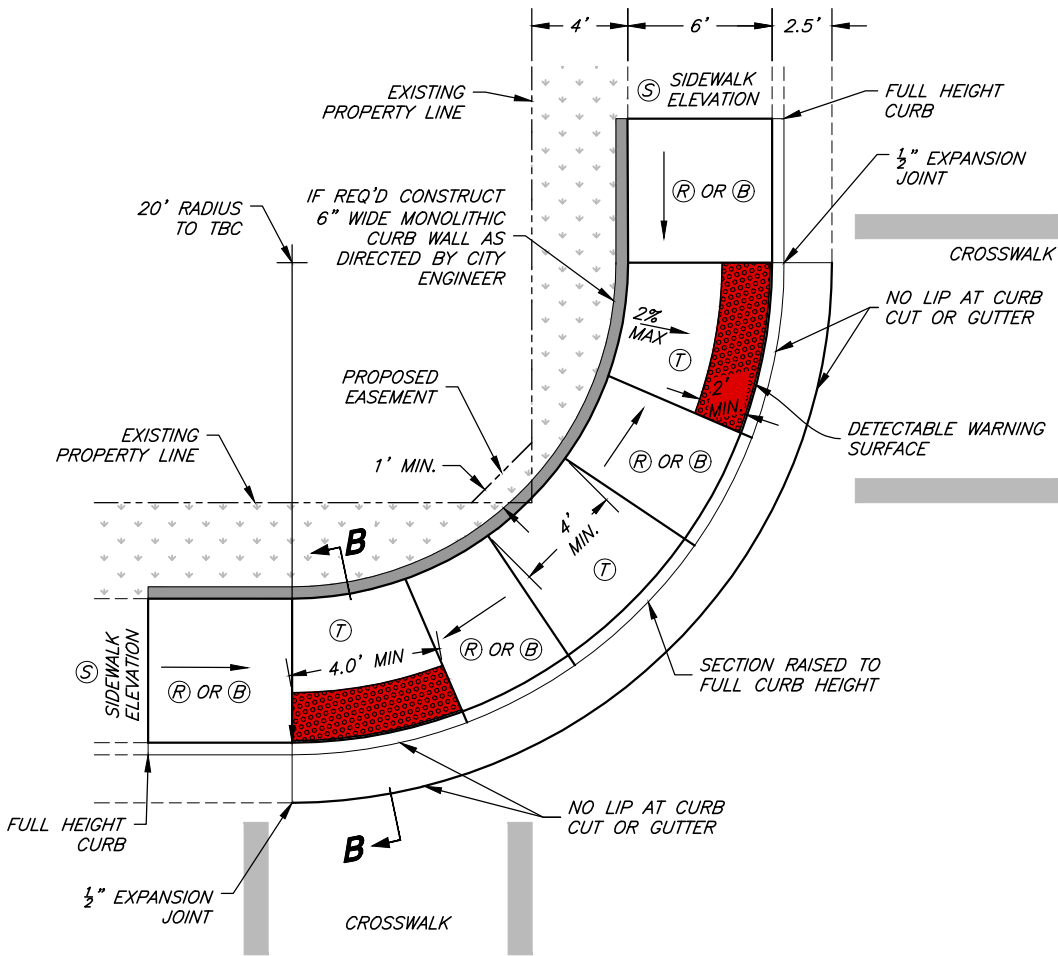 4' 6' 2.5'
EXISTING
PROPERTY LINE
Ⓢ SIDEWALK
ELEVATION
FULL HEIGHT
CURB
½" EXPANSION
JOINT
Ⓡ OR Ⓑ
20' RADIUS
TO TBC
IF REQ'D CONSTRUCT
6" WIDE MONOLITHIC
CURB WALL AS
DIRECTED BY CITY
ENGINEER
CROSSWALK
NO LIP AT CURB
CUT OR GUTTER
2%
MAX
Ⓣ
2'
MIN.
PROPOSED
EASEMENT
DETECTABLE WARNING
SURFACE
EXISTING
PROPERTY LINE
1' MIN.
Ⓡ OR Ⓑ
B
4'
MIN.
Ⓣ
Ⓣ
Ⓡ OR Ⓑ
4.0' MIN
Ⓢ SIDEWALK
ELEVATION
Ⓡ OR Ⓑ
SECTION RAISED TO
FULL CURB HEIGHT
NO LIP AT CURB
CUT OR GUTTER
FULL HEIGHT
CURB
B
½" EXPANSION
JOINT
CROSSWALK